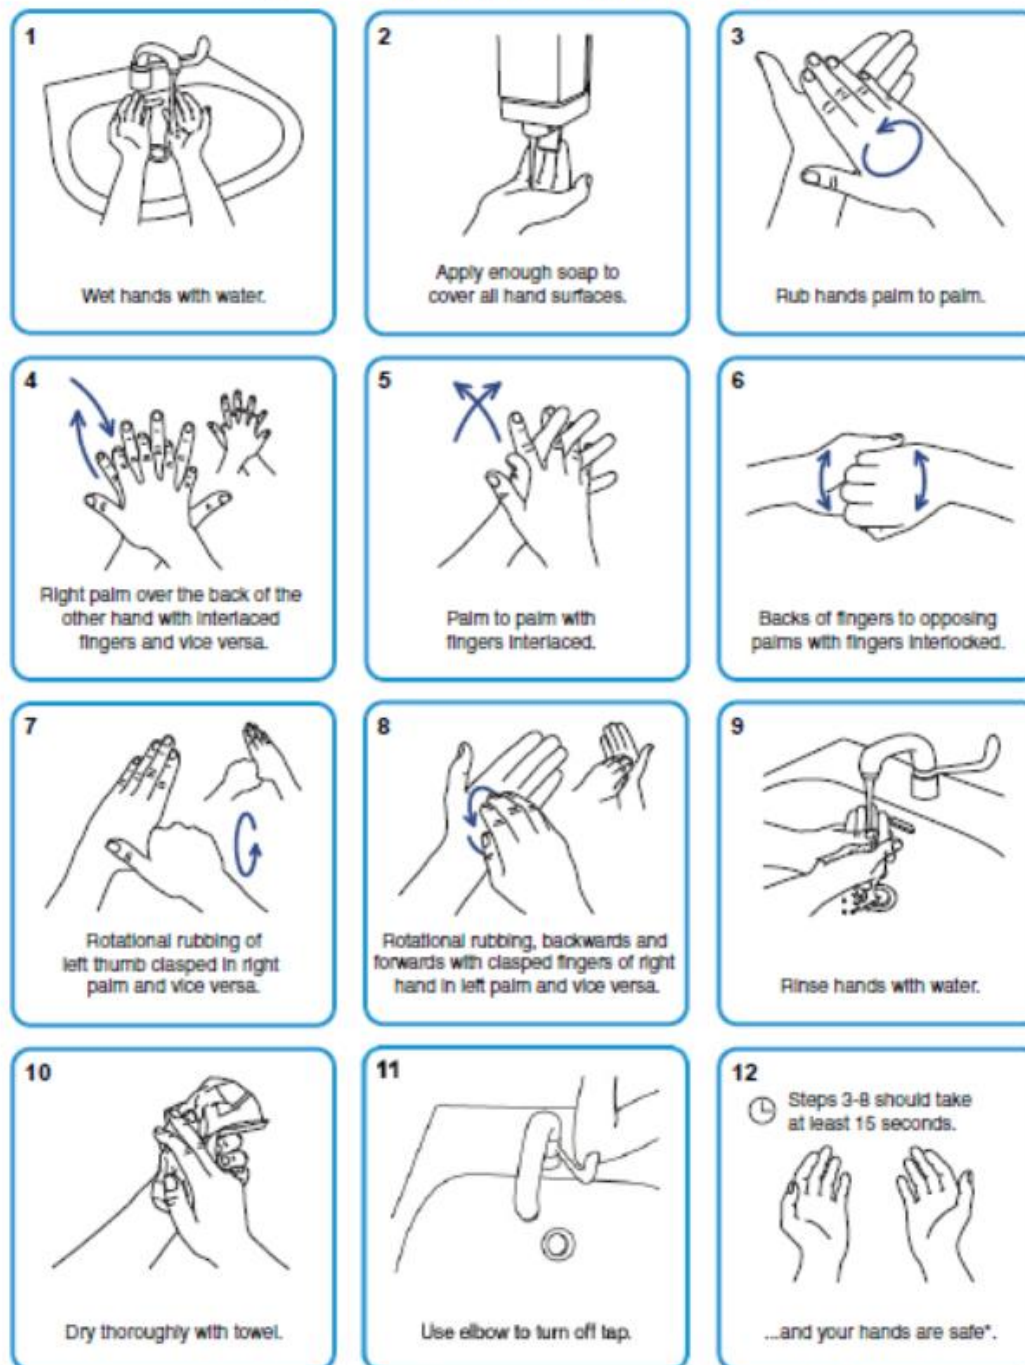 1
Wet hands with water.
2
Apply enough soap to
cover all hand surfaces.
3
Rub hands palm to palm.
4
Right palm over the back of the
other hand with interlaced
fingers and vice versa.
5
Palm to palm with
fingers interlaced.
6
Backs of fingers to opposing
palms with fingers interlocked.
7
Rotational rubbing of
left thumb clasped in right
palm and vice versa.
8
Rotational rubbing, backwards and
forwards with clasped fingers of right
hand in left palm and vice versa.
9
Rinse hands with water.
10
Dry thoroughly with towel.
11
Use elbow to turn off tap.
12
Steps 3-8 should take
at least 15 seconds.
...and your hands are safe*.